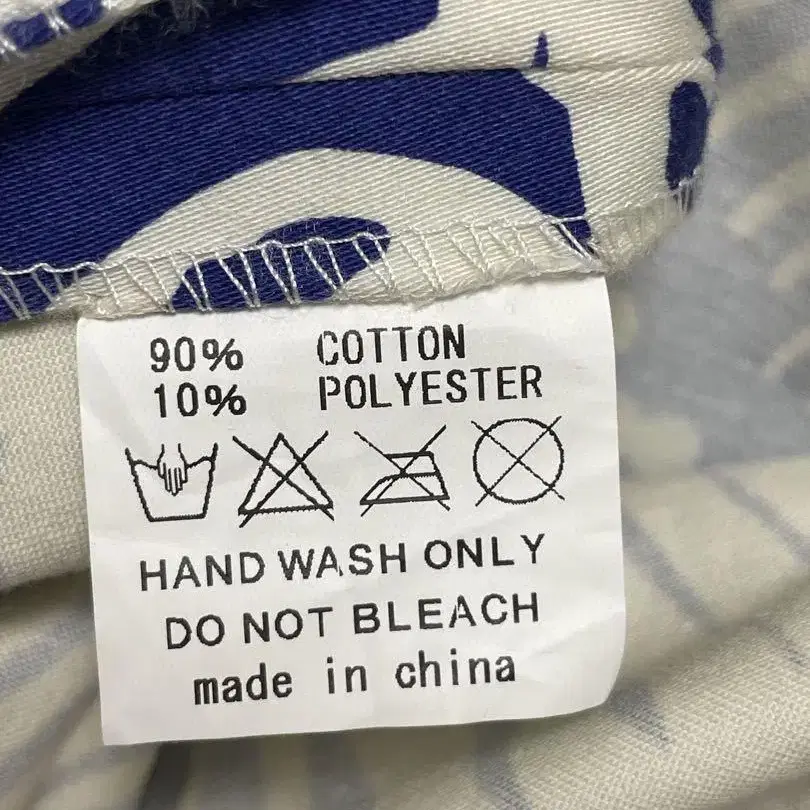 90% COTTON
10% POLYESTER
HAND WASH ONLY
DO NOT BLEACH
made in china